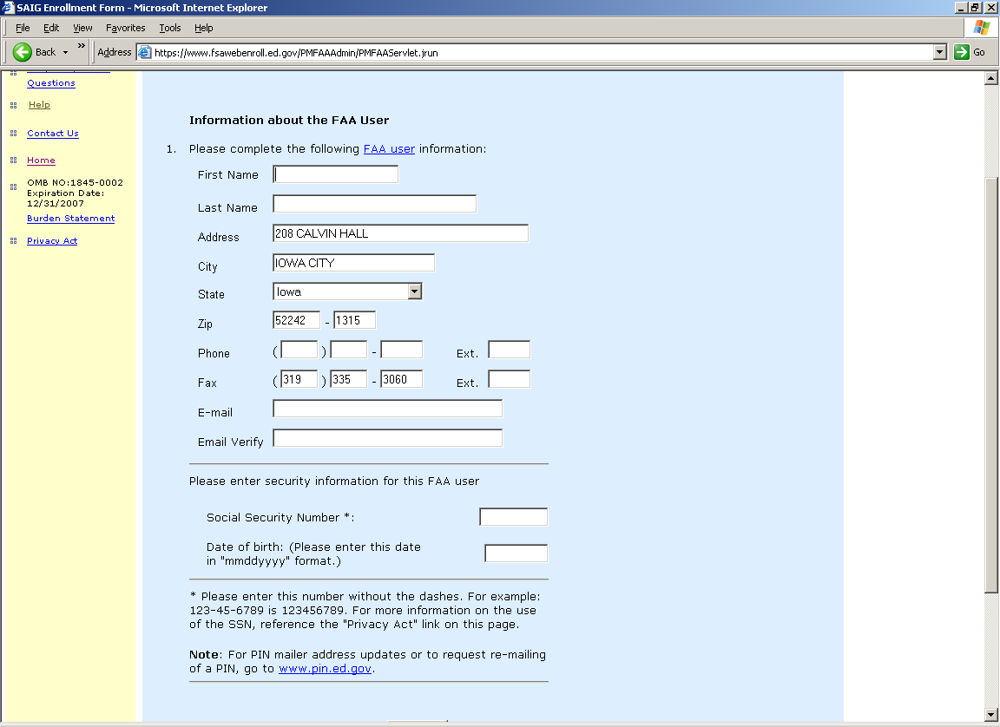 SAIG Enrollment Form - Microsoft Internet Explorer
File Edit View Favorites Tools Help
Back » Address https://www.fsawebenroll.ed.gov/PMFAAAdmin/PMFAAServlet.jrun Go
Questions
Help
Contact Us
Home
OMB NO:1845-0002
Expiration Date:
12/31/2007
Burden Statement
Privacy Act
Information about the FAA User
1. Please complete the following FAA user information:
First Name
Last Name
Address 208 CALVIN HALL
City IOWA CITY
State Iowa
Zip 52242 - 1315
Phone ( ) - Ext.
Fax ( 319 ) 335 - 3060 Ext.
E-mail
Email Verify
Please enter security information for this FAA user
Social Security Number *:
Date of birth: (Please enter this date
in "mmddyyyy" format.)
* Please enter this number without the dashes. For example:
123-45-6789 is 123456789. For more information on the use
of the SSN, reference the "Privacy Act" link on this page.
Note: For PIN mailer address updates or to request re-mailing
of a PIN, go to www.pin.ed.gov.